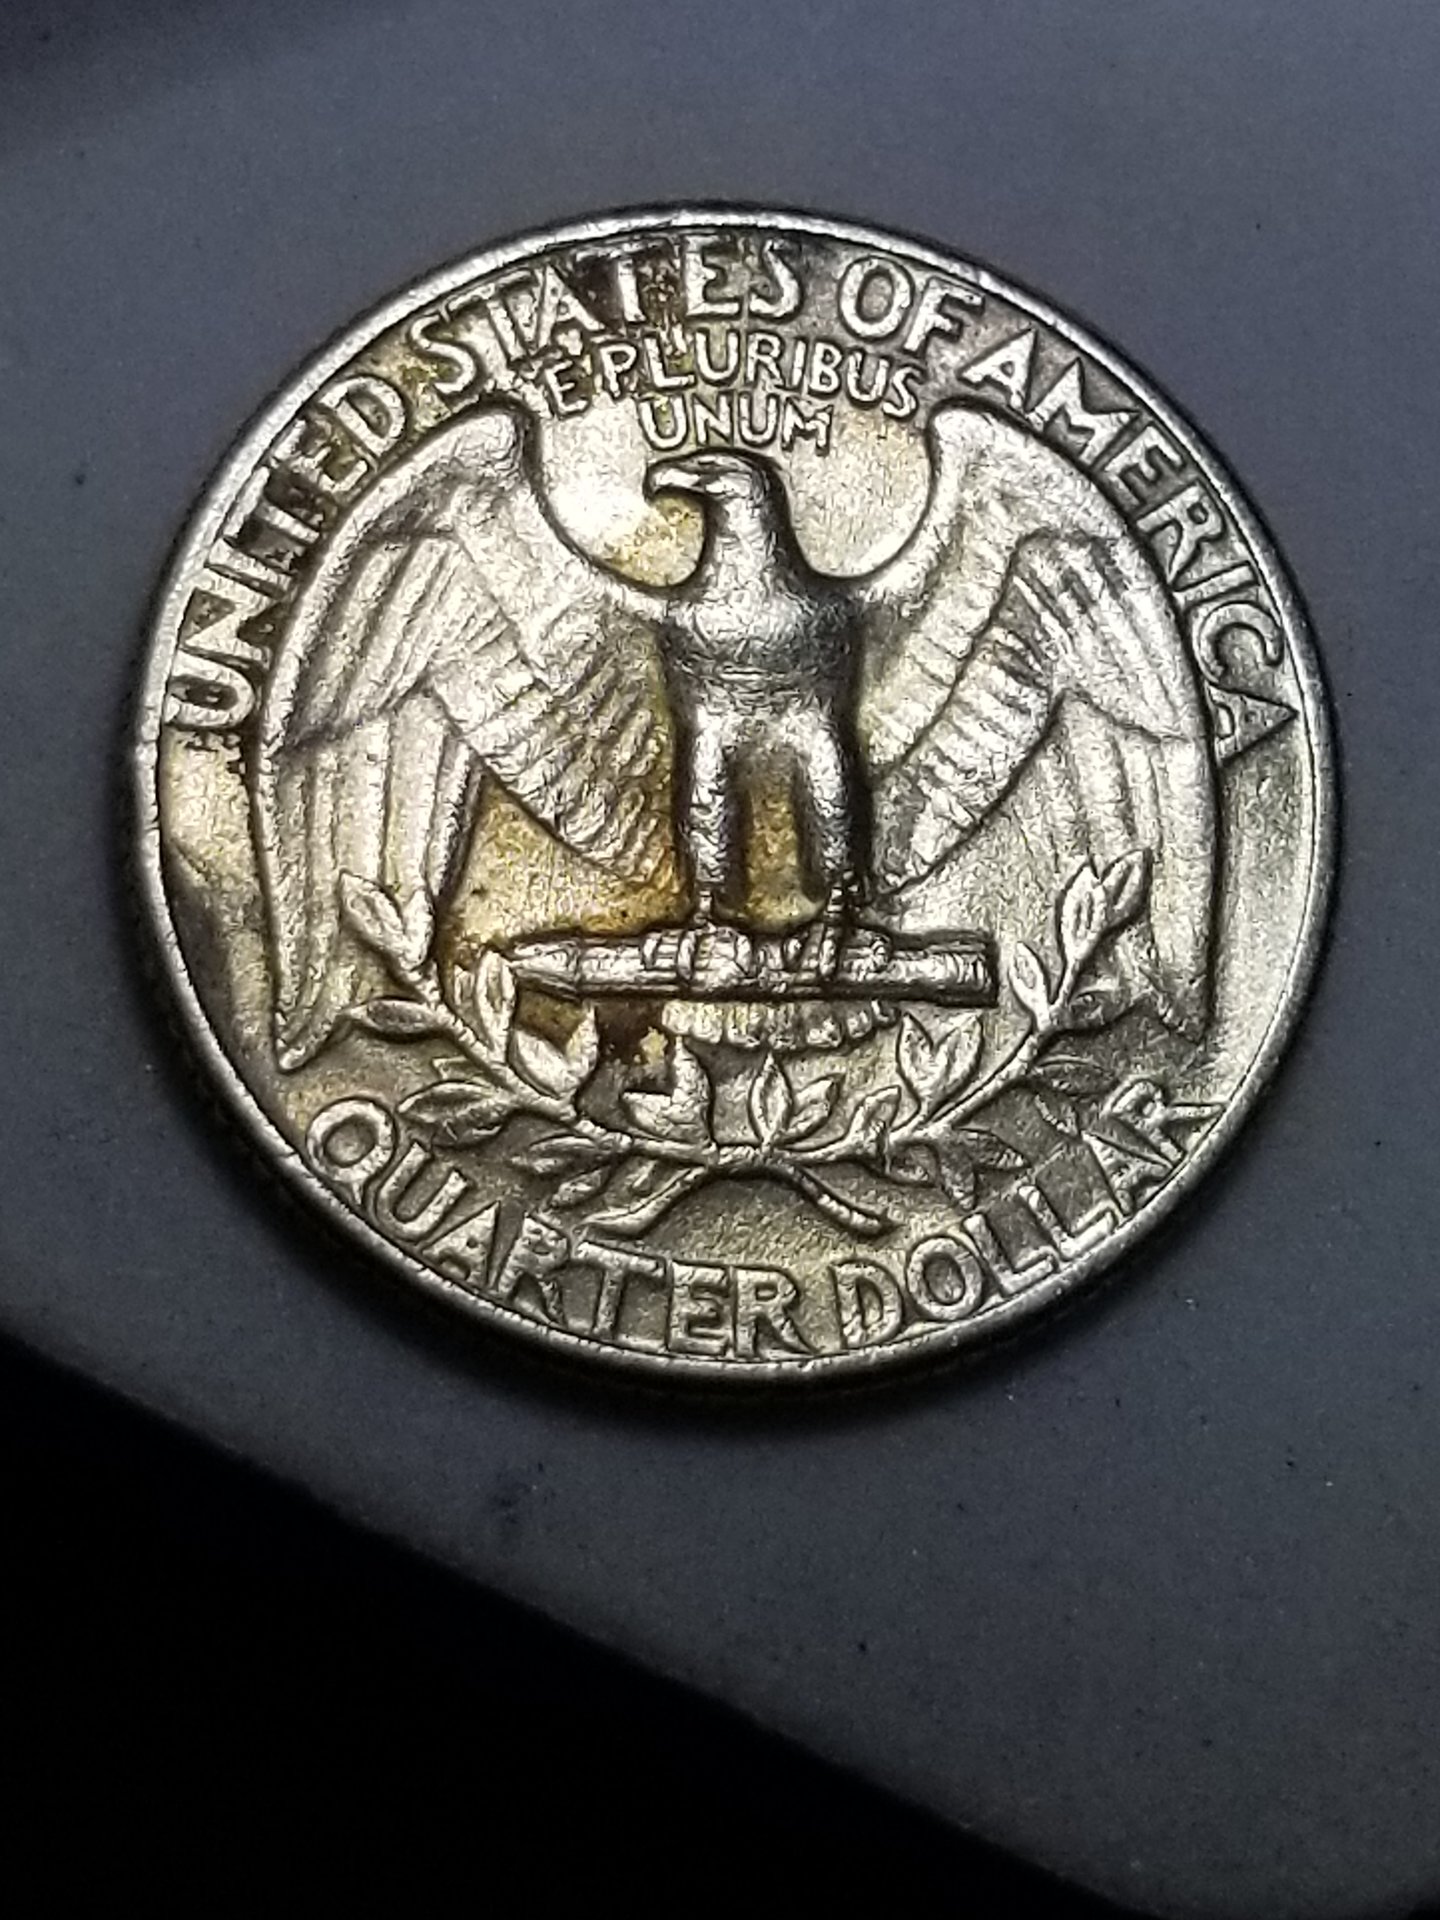 UNITED STATES OF AMERICA
E PLURIBUS
UNUM
QUARTER DOLLAR